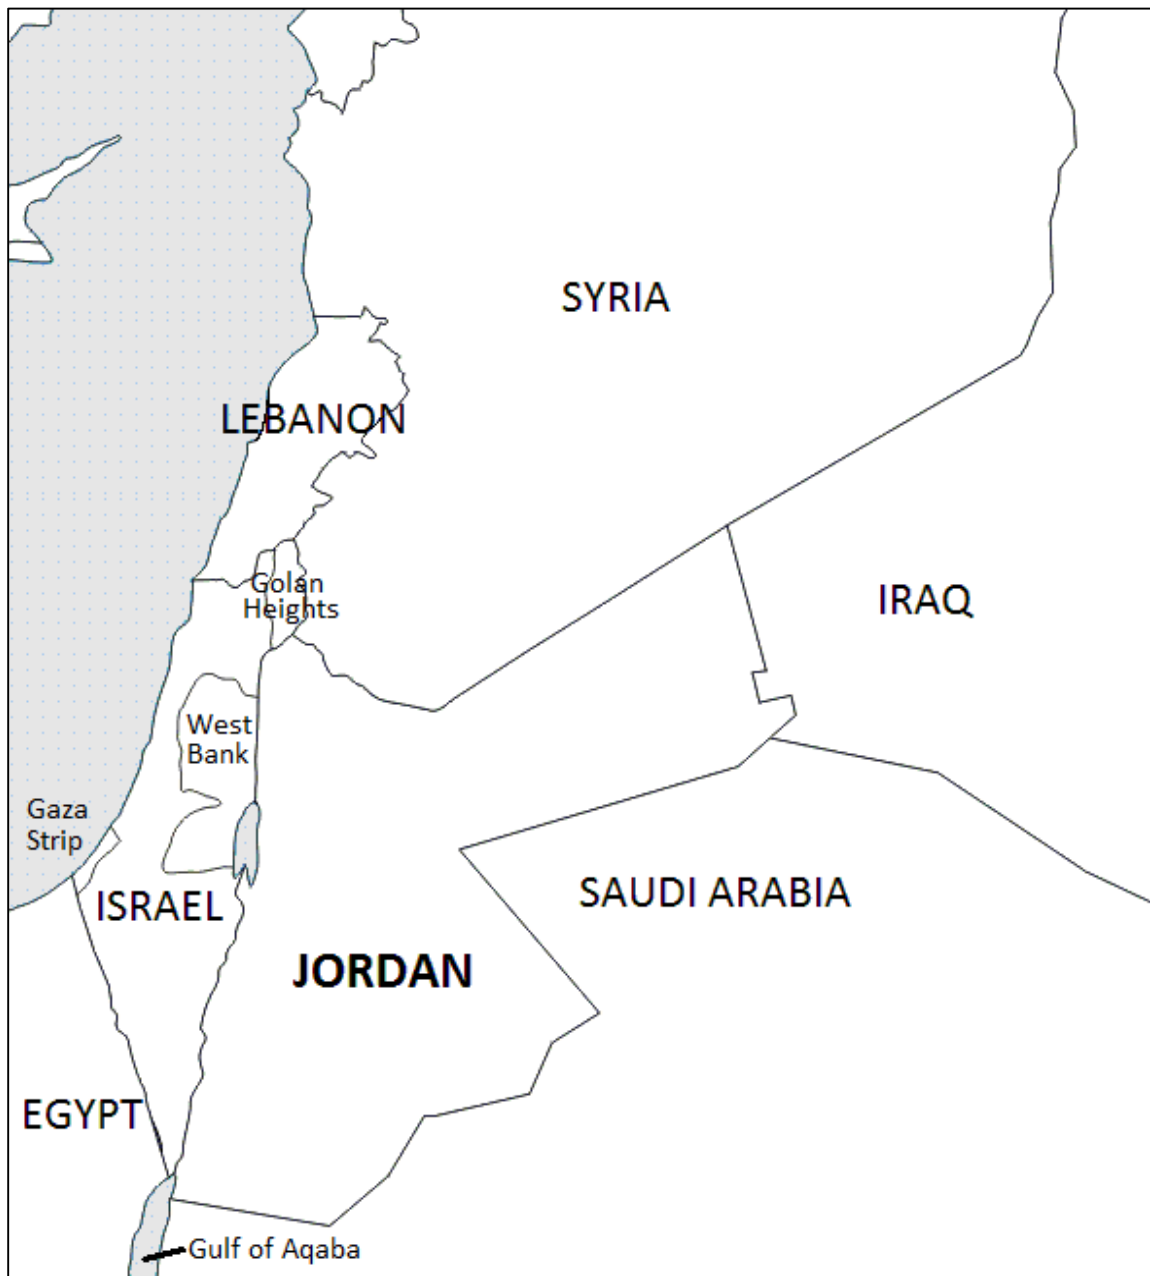 SYRIA
LEBANON
Golan
Heights
IRAQ
West
Bank
Gaza
Strip
ISRAEL
SAUDI ARABIA
JORDAN
EGYPT
Gulf of Aqaba